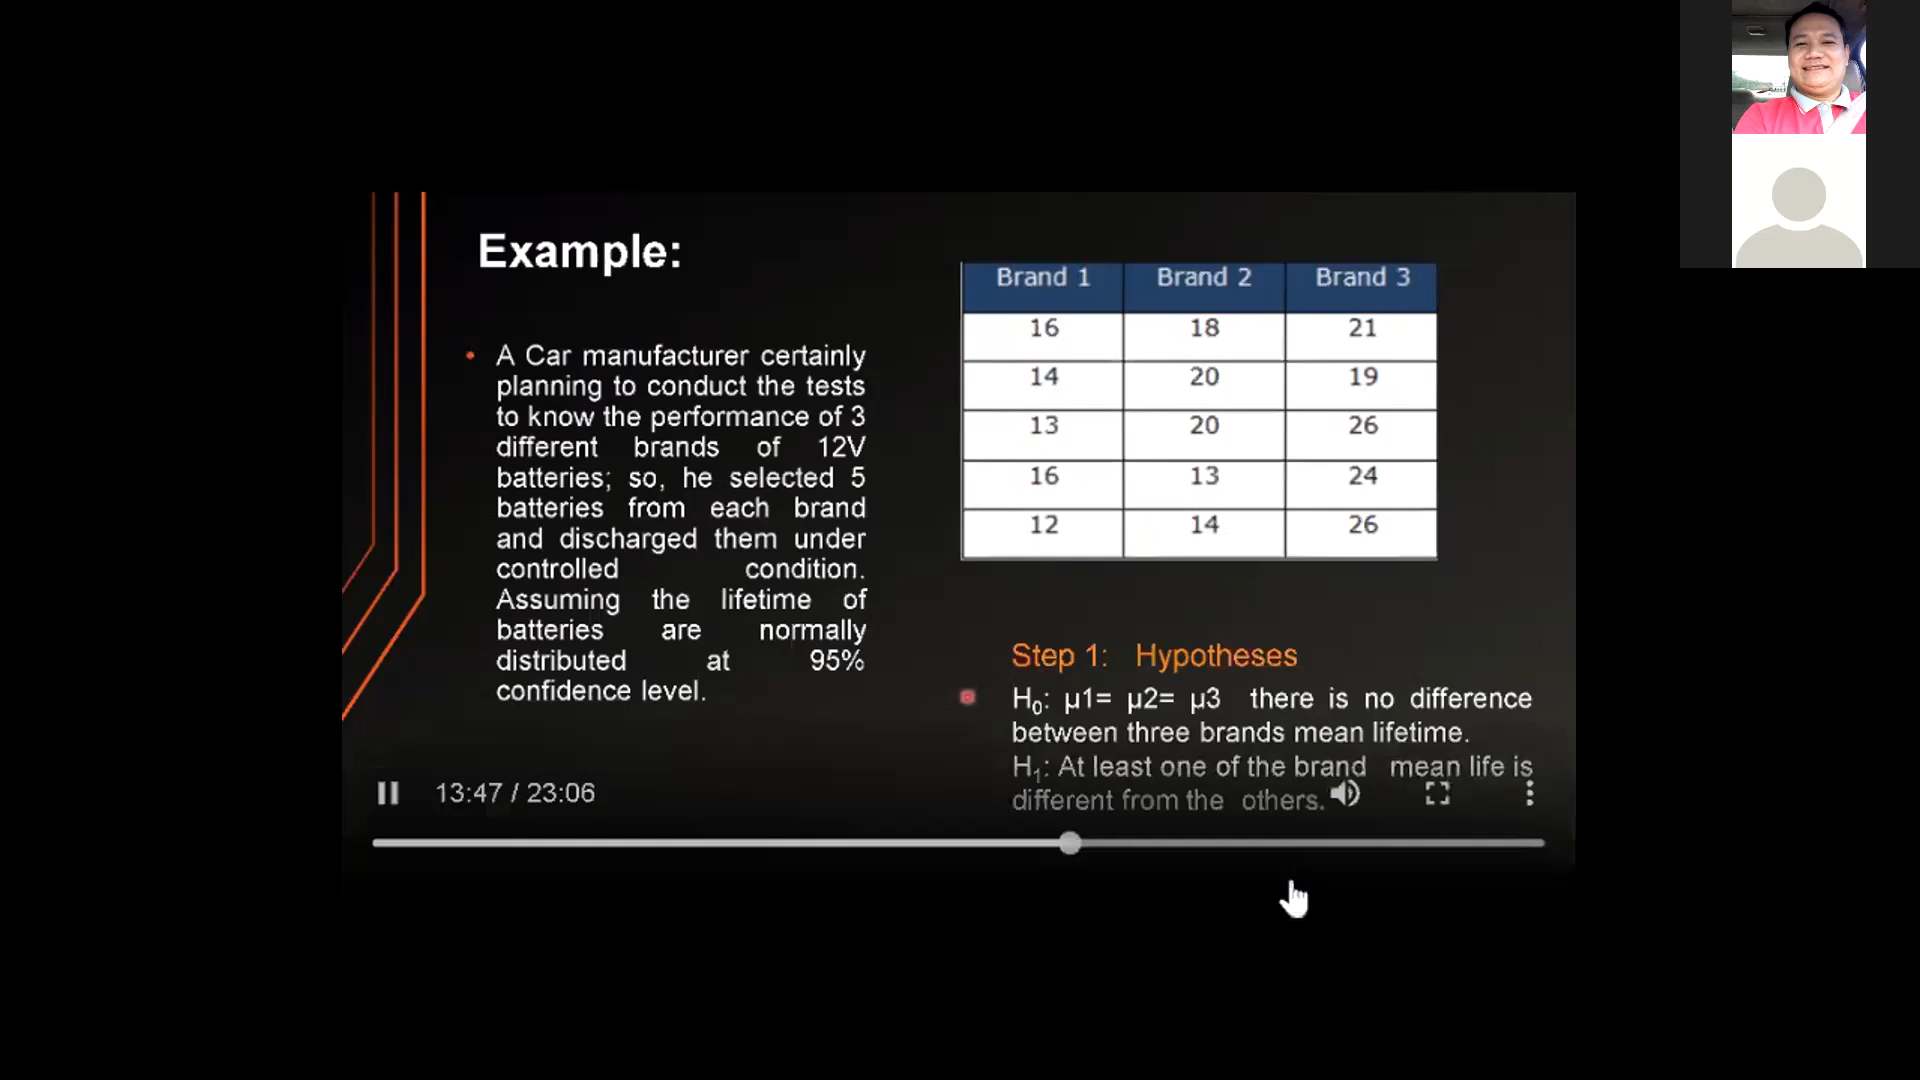 Example:
• A Car manufacturer certainly
planning to conduct the tests
to know the performance of 3
different brands of 12V
batteries; so, he selected 5
batteries from each brand
and discharged them under
controlled condition.
Assuming the lifetime of
batteries are normally
distributed at 95%
confidence level.
Brand 1 Brand 2 Brand 3
16 18 21
14 20 19
13 20 26
16 13 24
12 14 26
Step 1: Hypotheses
H₀: µ1= µ2= µ3 there is no difference
between three brands mean lifetime.
H₁: At least one of the brand mean life is
different from the others.
13:47 / 23:06